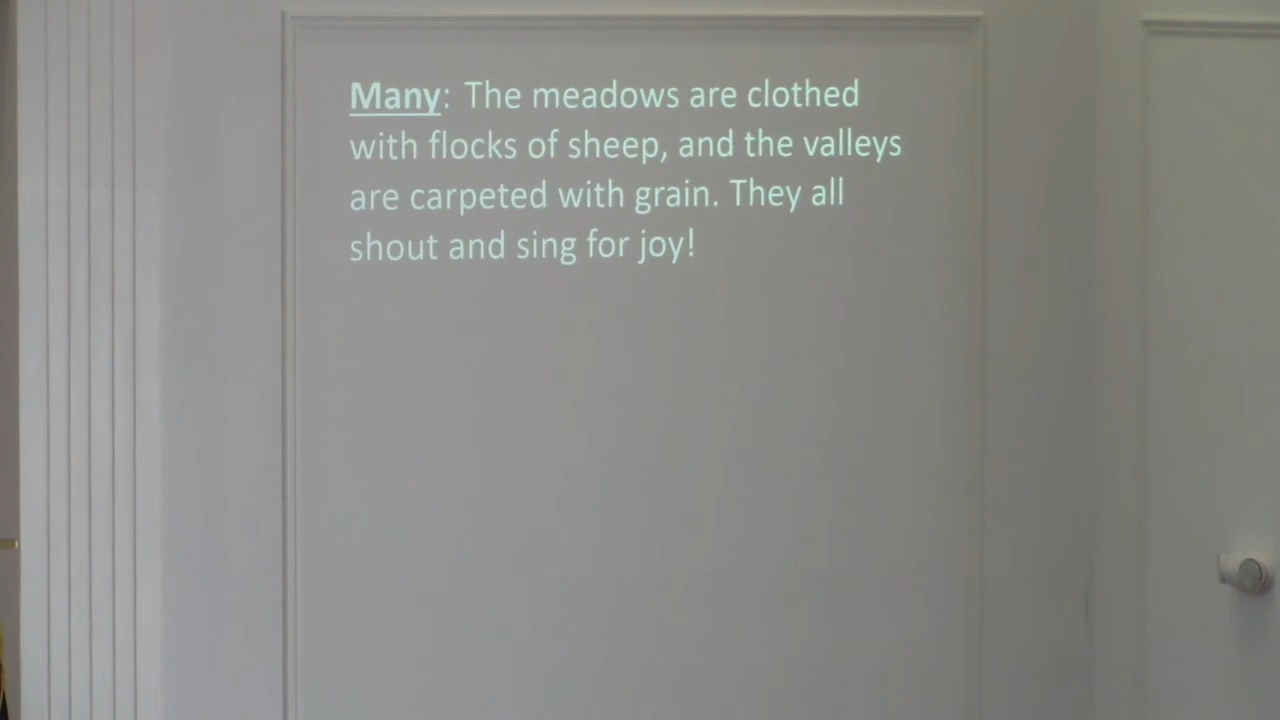 Many: The meadows are clothed
with flocks of sheep, and the valleys
are carpeted with grain. They all
shout and sing for joy!